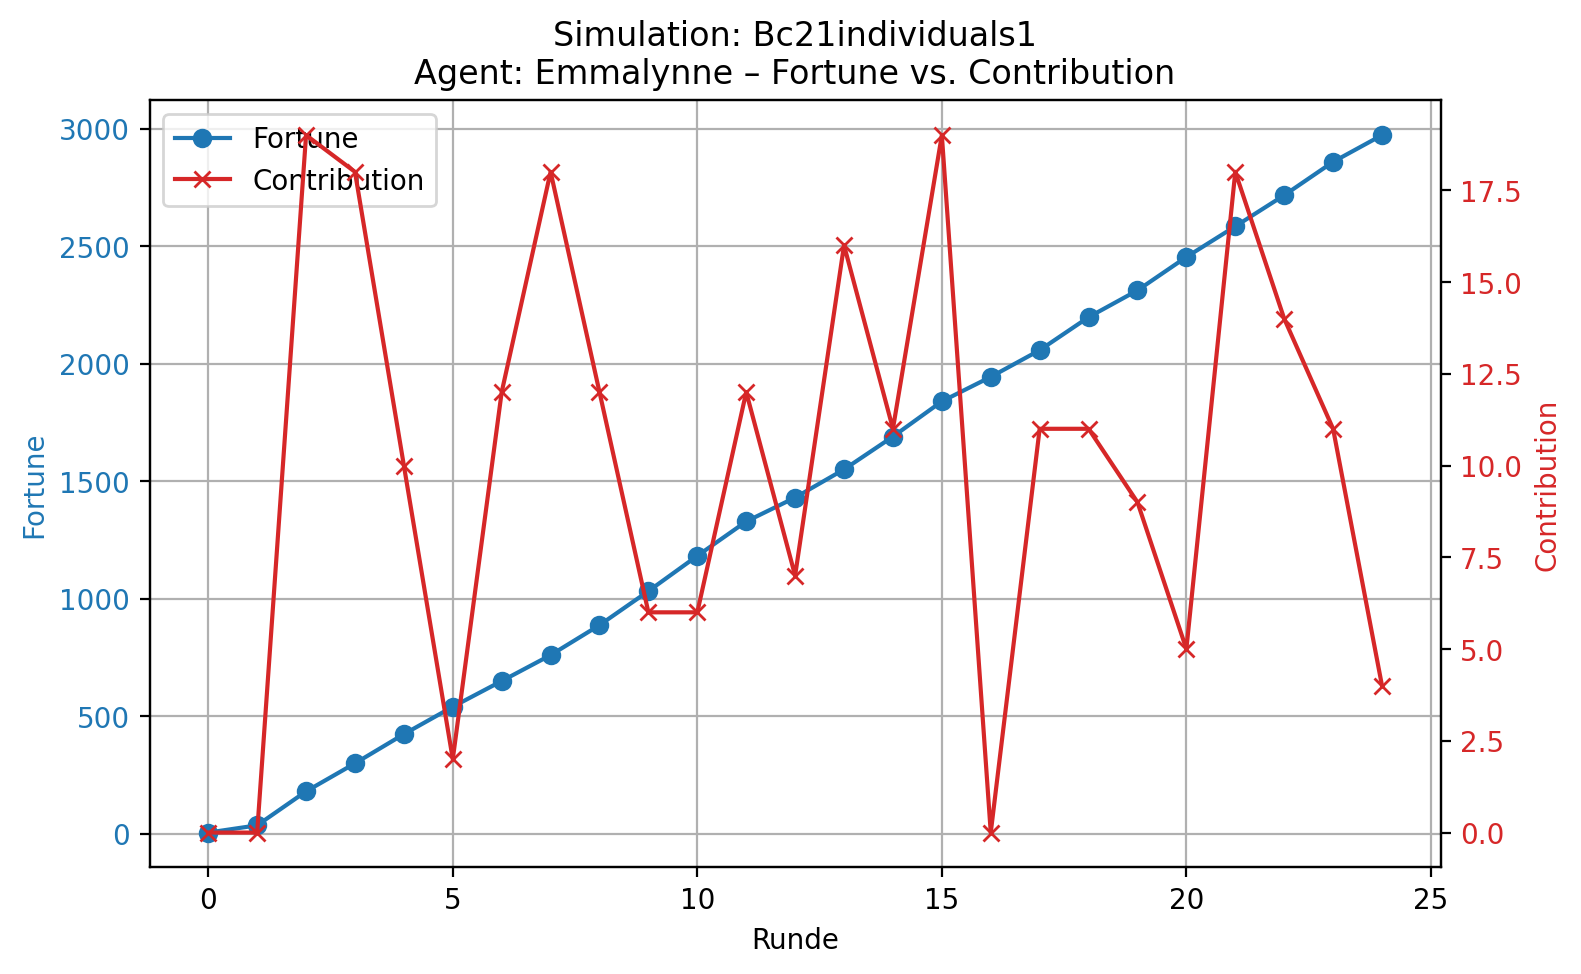 Simulation: Bc21individuals1
Agent: Emmalynne – Fortune vs. Contribution
Fortune
Contribution
3000
2500
2000
1500
1000
500
0
Fortune
17.5
15.0
12.5
10.0
7.5
5.0
2.5
0.0
Contribution
0 5 10 15 20 25
Runde